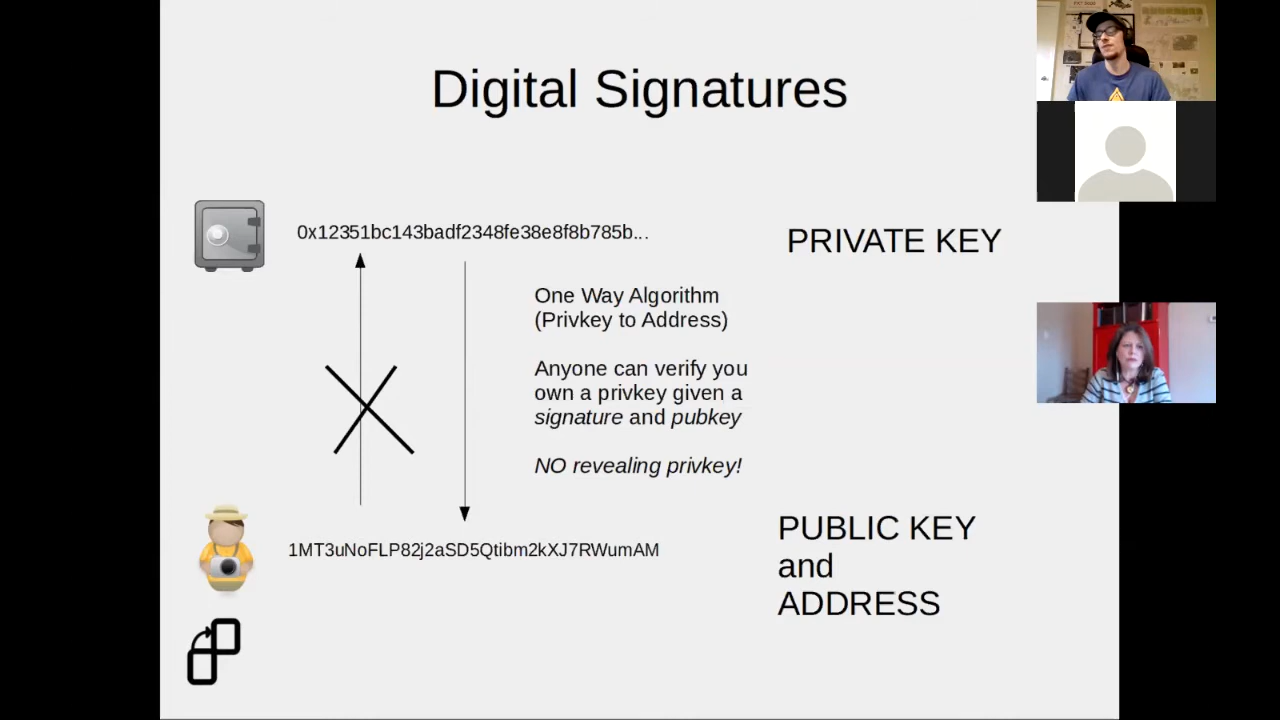 Digital Signatures
0x12351bc143badf2348fe38e8f8b785b...
PRIVATE KEY
One Way Algorithm
(Privkey to Address)
Anyone can verify you
own a privkey given a
signature and pubkey
NO revealing privkey!
1MT3uNoFLP82j2aSD5Qtibm2kXJ7RWumAM
PUBLIC KEY
and
ADDRESS